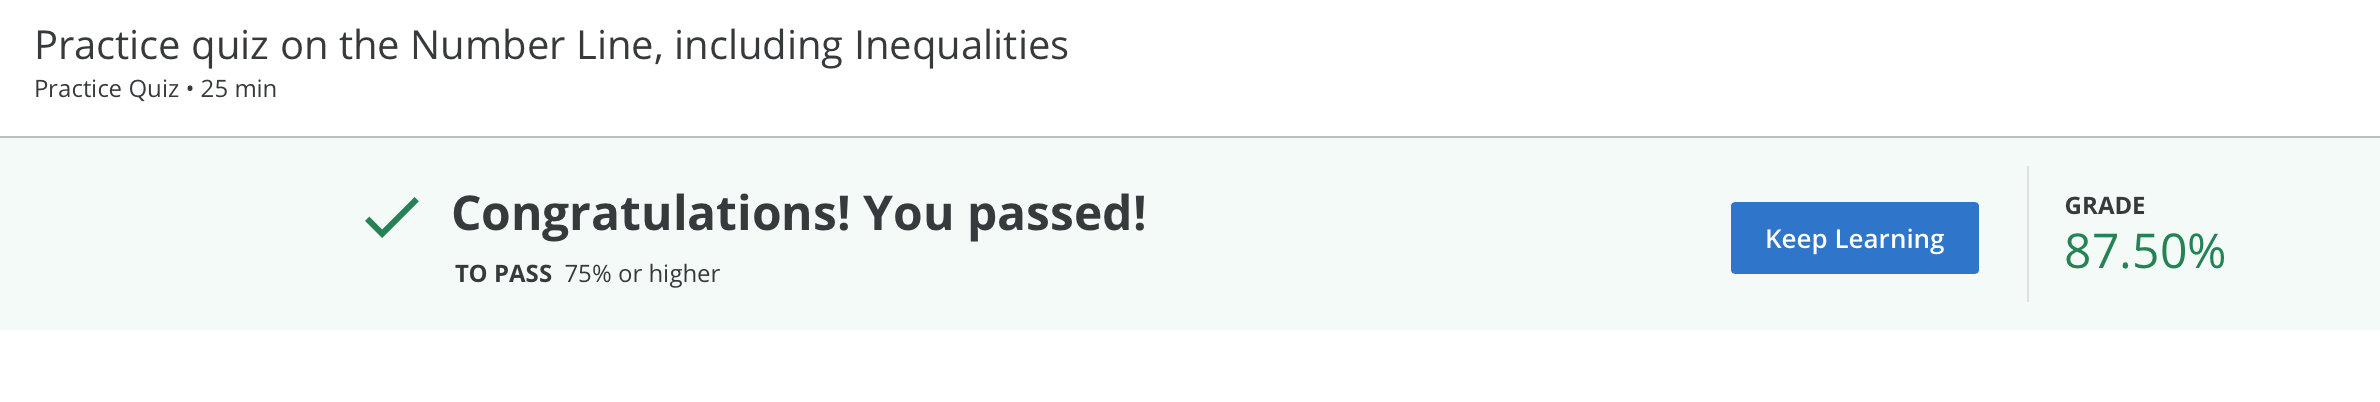 Practice quiz on the Number Line, including Inequalities
Practice Quiz • 25 min
Congratulations! You passed!
TO PASS 75% or higher
Keep Learning
GRADE
87.50%